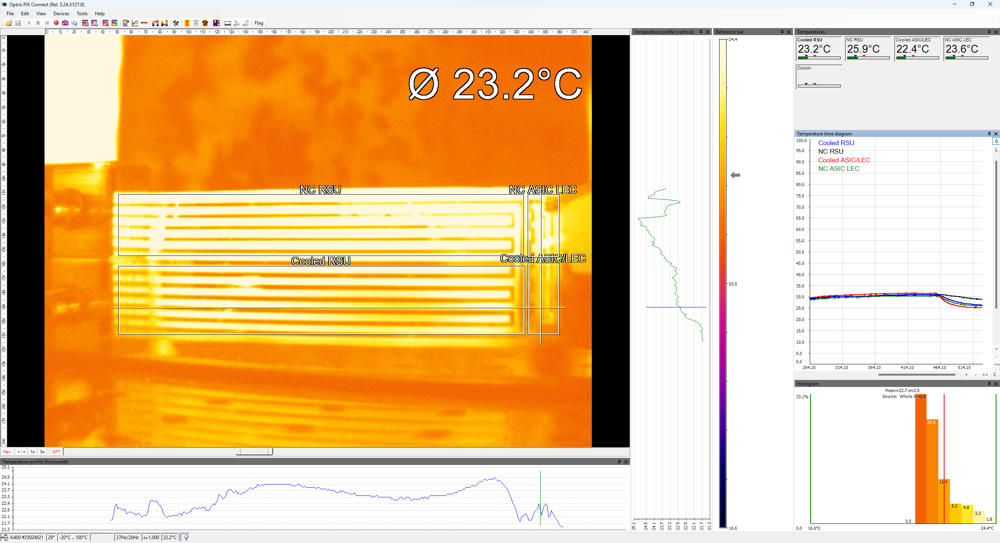 Optris PIX Connect (Rel. 3.24.3127.0)
File Edit View Devices Tools Help
Flag
0 10 20 30 40 50 60 70 80 90 100 110 120 130 140 150 160 170 180 190 200 210 220 230 240 250 260 270 280 290 300 310 320 330 340 350 360 370 380
0 10 20 30 40 50 60 70 80 90 100 110 120 130 140 150 160 170 180 190 200 210 220 230 240 250 260 270 290
Ø 23.2°C
NC RSU
NC ASIC LEC
Cooled RSU
Cooled ASIC/LEC
Man. </> 1σ 3σ OPT
Temperature profile (horizontal)
25.1
24.5
24.1
23.7
23.3
22.9
22.5
22.1
21.7
21.3
Temperature profile (vertical)
25.1 24.5 24.1 23.7 23.3 22.9 22.5 22.1 21.7 21.3
Reference bar
24.4
20.5
16.6
Temperatures
Cooled RSU
23.2°C
NC RSU
25.9°C
Cooled ASIC/LEC
22.4°C
NC ASIC LEC
23.6°C
Cursor:
Temperature time diagram
G
L
Cooled RSU
NC RSU
Cooled ASIC/LEC
NC ASIC LEC
100.0
95.0
90.0
85.0
80.0
75.0
70.0
65.0
60.0
55.0
50.0
45.0
40.0
35.0
30.0
25.0
20.0
15.0
10.0
5.0
0.0
264.10 314.10 364.10 414.10 464.10 514.10
+
-
<>
+ - <> C
Histogram
Mean=22.7 σ=2.0
Source: Whole image
33.1%
26.6
11.4
5.2
4.8
3.3
1.8
0.0
0.0 16.6°C 24.4°C
Xi400 #25024021 29° -20°C .. 100°C 27Hz/20Hz ε=1.000 22.2°C